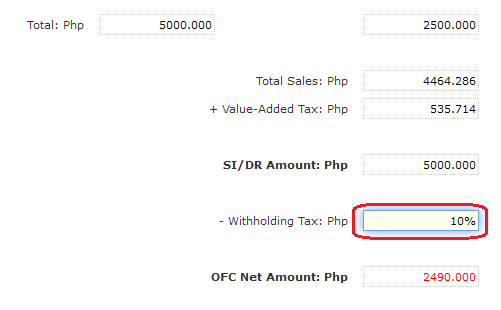 Total: Php 5000.000 2500.000
Total Sales: Php 4464.286
+ Value-Added Tax: Php 535.714
SI/DR Amount: Php 5000.000
- Withholding Tax: Php 10%
OFC Net Amount: Php 2490.000